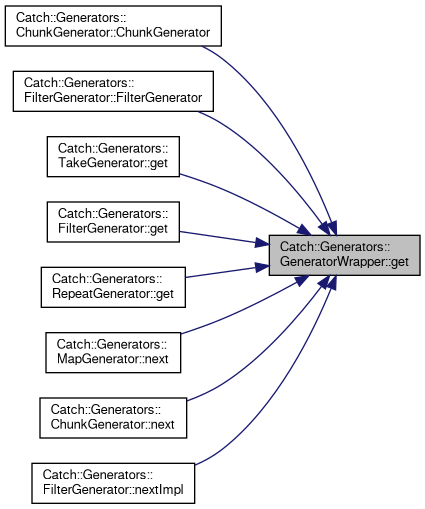 Catch::Generators::
ChunkGenerator::ChunkGenerator
Catch::Generators::
FilterGenerator::FilterGenerator
Catch::Generators::
TakeGenerator::get
Catch::Generators::
FilterGenerator::get
Catch::Generators::
GeneratorWrapper::get
Catch::Generators::
RepeatGenerator::get
Catch::Generators::
MapGenerator::next
Catch::Generators::
ChunkGenerator::next
Catch::Generators::
FilterGenerator::nextImpl